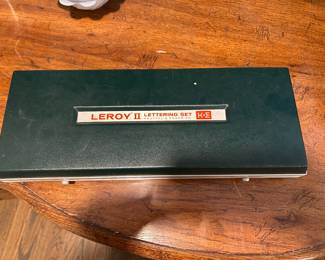 LEROY II LETTERING SET K+E